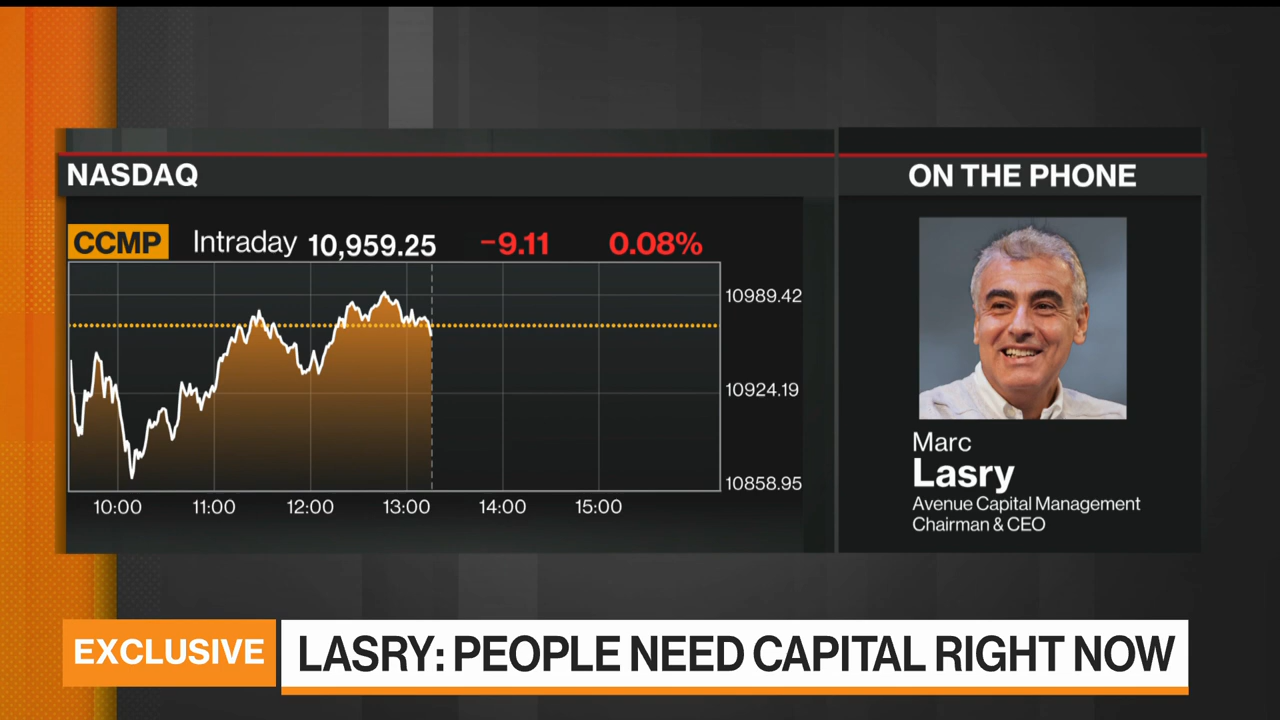 NASDAQ
CCMP Intraday 10,959.25 −9.11 0.08%
10989.42
10924.19
10858.95
10:00 11:00 12:00 13:00 14:00 15:00
ON THE PHONE
Marc
Lasry
Avenue Capital Management
Chairman & CEO
EXCLUSIVE
LASRY: PEOPLE NEED CAPITAL RIGHT NOW